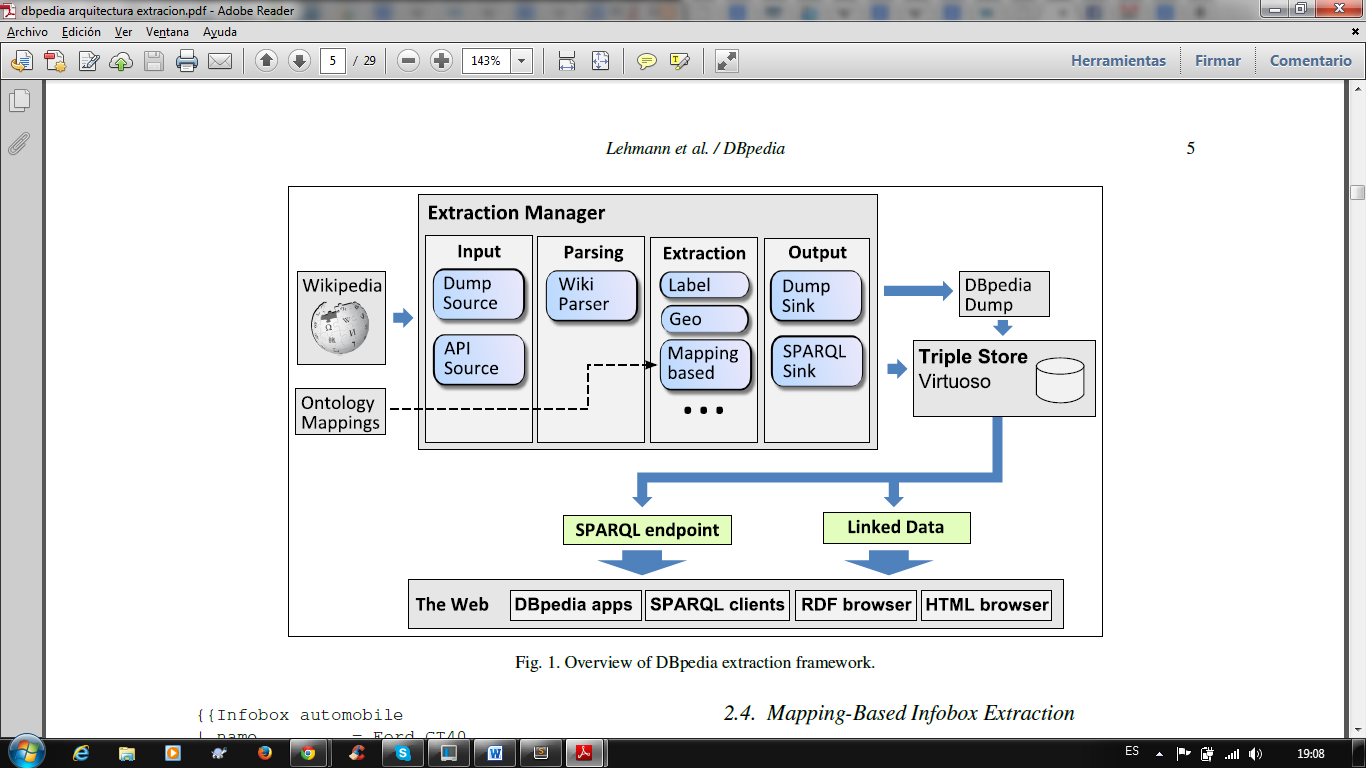 dbpedia arquitectura extracion.pdf - Adobe Reader
Archivo Edición Ver Ventana Ayuda
5 / 29 143% Herramientas Firmar Comentario
Lehmann et al. / DBpedia 5
Extraction Manager
Input Parsing Extraction Output
Wikipedia
Dump Source
API Source
Wiki Parser
Label
Geo
Mapping based
...
Dump Sink
SPARQL Sink
DBpedia Dump
Triple Store
Virtuoso
Ontology Mappings
SPARQL endpoint Linked Data
The Web DBpedia apps SPARQL clients RDF browser HTML browser
Fig. 1. Overview of DBpedia extraction framework.
{{Infobox automobile
| name = Ford GT40
2.4. Mapping-Based Infobox Extraction
ES 19:08